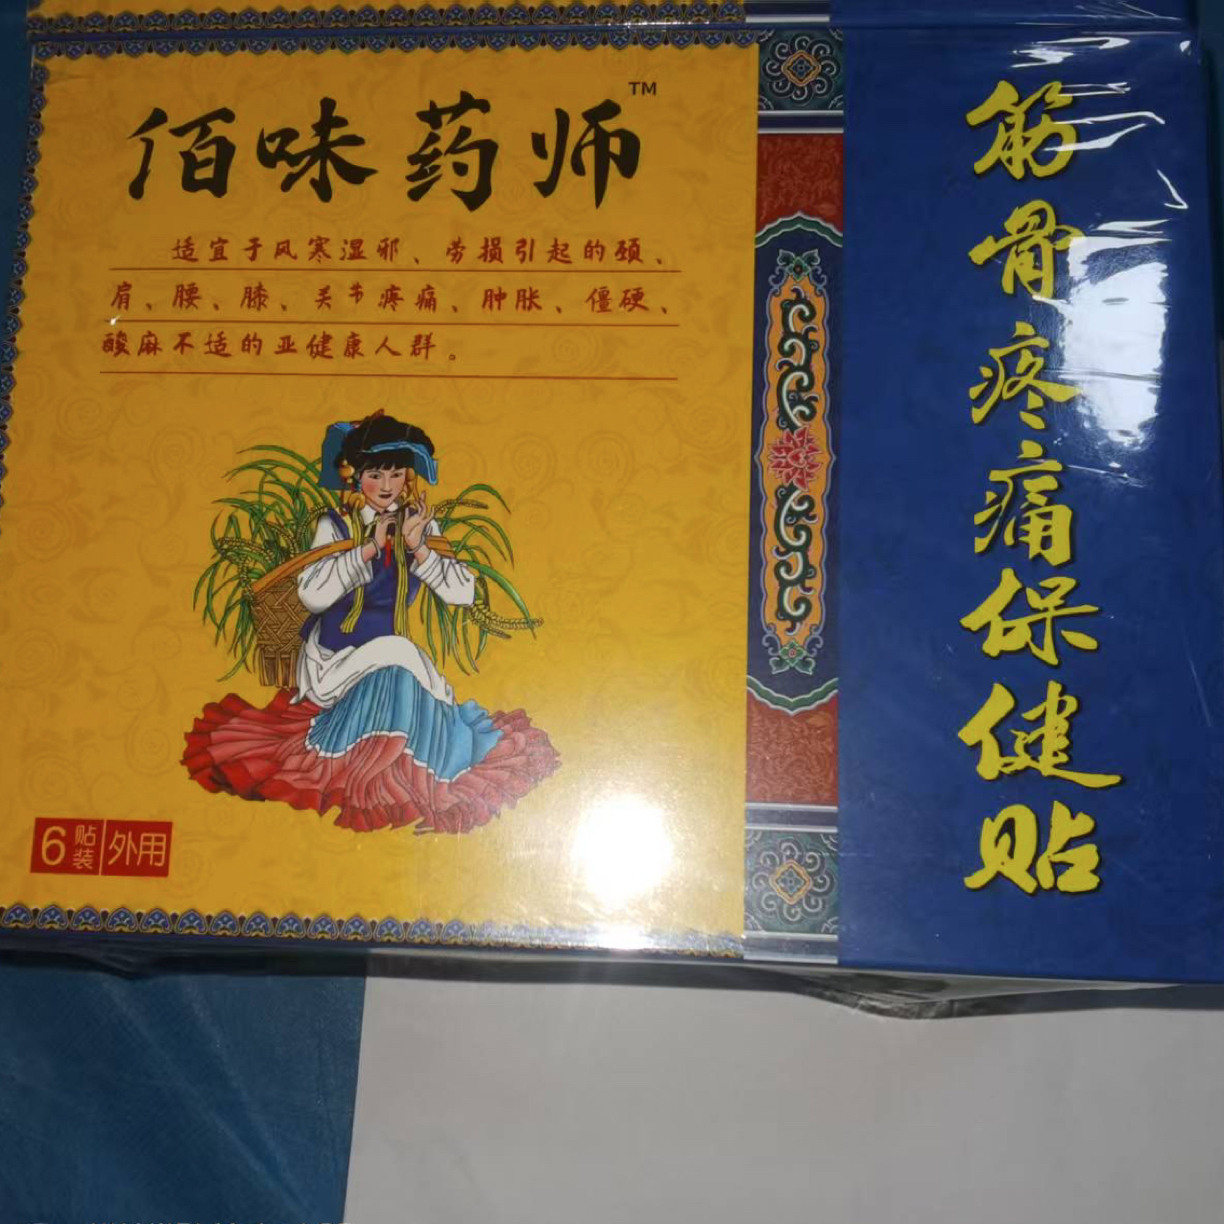 佰味药师™
适宜于风寒湿邪、劳损引起的颈、
肩、腰、膝、关节疼痛、肿胀、僵硬、
酸麻不适的亚健康人群。
6贴装 外用
筋骨疼痛保健贴